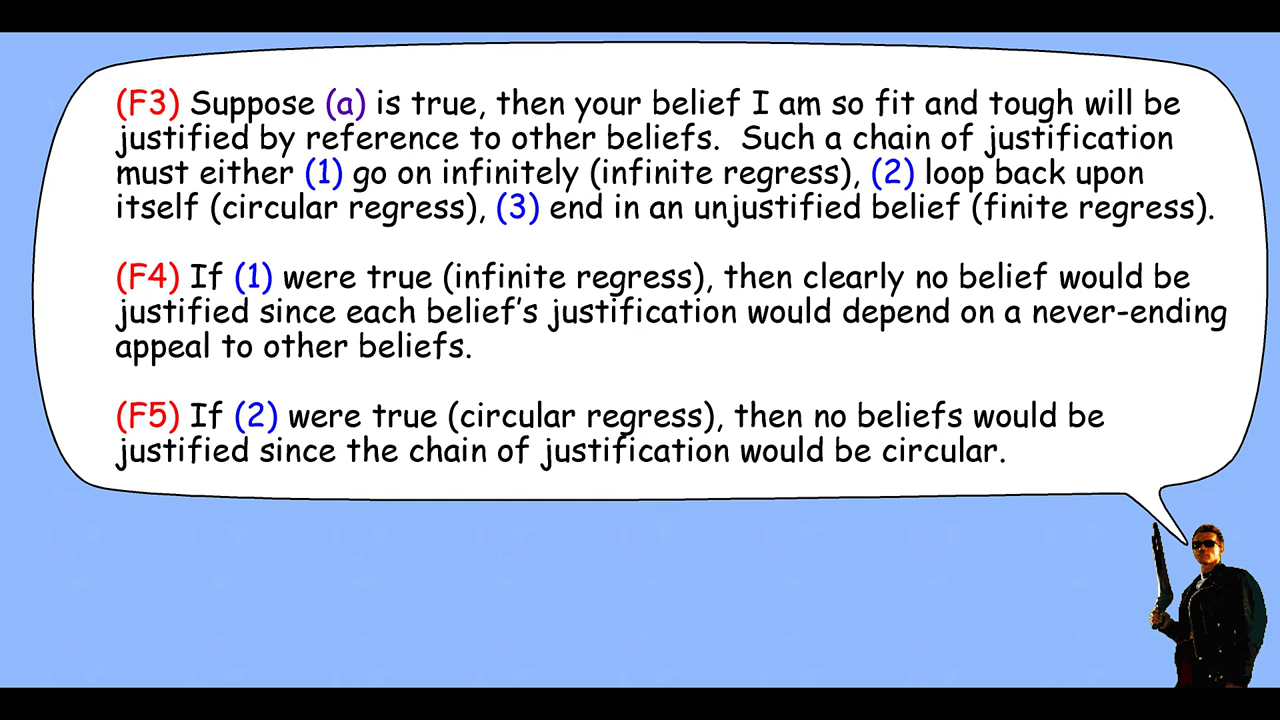 (F3) Suppose (a) is true, then your belief I am so fit and tough will be
justified by reference to other beliefs.  Such a chain of justification
must either (1) go on infinitely (infinite regress), (2) loop back upon
itself (circular regress), (3) end in an unjustified belief (finite regress).
(F4) If (1) were true (infinite regress), then clearly no belief would be
justified since each belief's justification would depend on a never-ending
appeal to other beliefs.
(F5) If (2) were true (circular regress), then no beliefs would be
justified since the chain of justification would be circular.